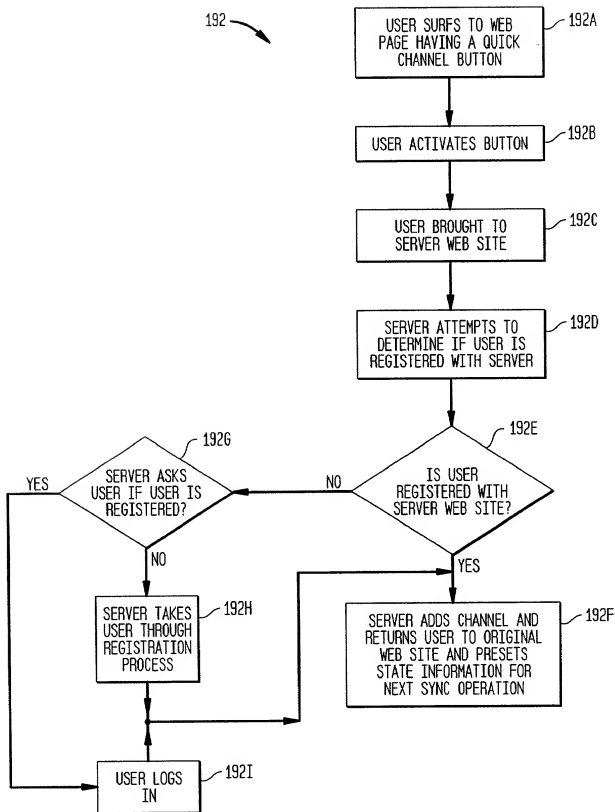 192
192A
USER SURFS TO WEB
PAGE HAVING A QUICK
CHANNEL BUTTON
192B
USER ACTIVATES BUTTON
192C
USER BROUGHT TO
SERVER WEB SITE
192D
SERVER ATTEMPTS TO
DETERMINE IF USER IS
REGISTERED WITH SERVER
192E
IS USER
REGISTERED WITH
SERVER WEB SITE?
NO
YES
192G
SERVER ASKS
USER IF USER IS
REGISTERED?
YES
NO
192H
SERVER TAKES
USER THROUGH
REGISTRATION
PROCESS
192F
SERVER ADDS CHANNEL AND
RETURNS USER TO ORIGINAL
WEB SITE AND PRESETS
STATE INFORMATION FOR
NEXT SYNC OPERATION
192I
USER LOGS
IN